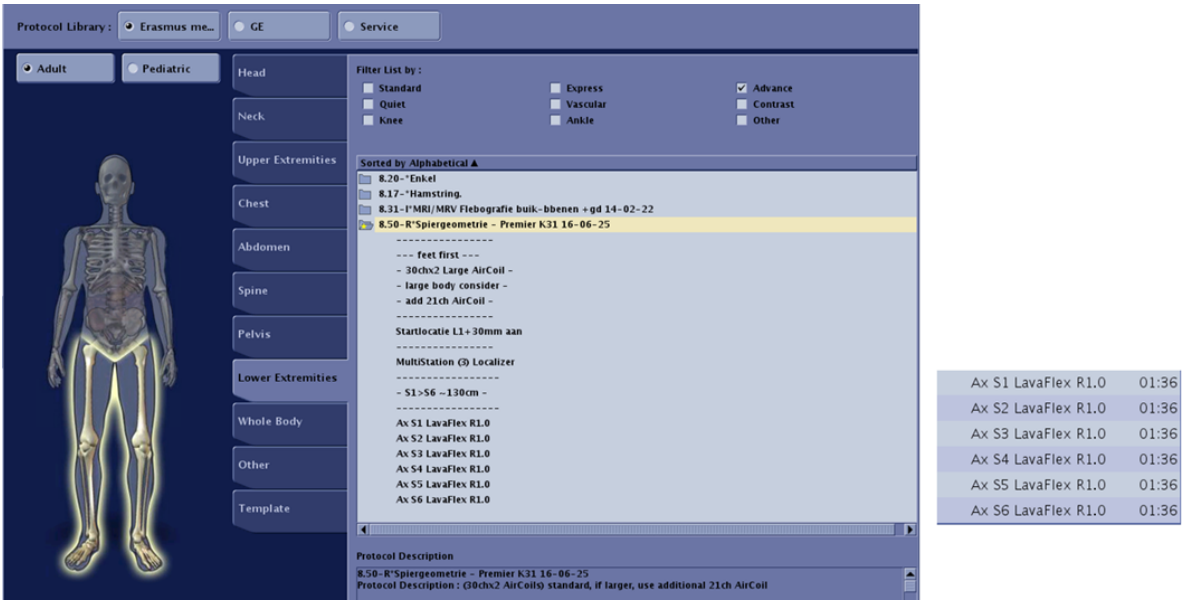 Protocol Library : Erasmus me... GE Service
Adult Pediatric
Head
Neck
Upper Extremities
Chest
Abdomen
Spine
Pelvis
Lower Extremities
Whole Body
Other
Template
Filter List by :
Standard Express Advance
Quiet Vascular Contrast
Knee Ankle Other
Sorted by Alphabetical ▲
8.20-*Enkel
8.17-*Hamstring.
8.31-I*MRI/MRV Flebografie buik-bbenen +gd 14-02-22
8.50-R*Spiergeometrie - Premier K31 16-06-25
----------------
--- feet first ---
- 30chx2 Large AirCoil -
- large body consider -
- add 21ch AirCoil -
----------------
Startlocatie L1+30mm aan
----------------
MultiStation (3) Localizer
-----------------
- S1>S6 ~130cm -
-----------------
Ax S1 LavaFlex R1.0
Ax S2 LavaFlex R1.0
Ax S3 LavaFlex R1.0
Ax S4 LavaFlex R1.0
Ax S5 LavaFlex R1.0
Ax S6 LavaFlex R1.0
Protocol Description
8.50-R*Spiergeometrie - Premier K31 16-06-25
Protocol Description : (30chx2 AirCoils) standard, if larger, use additional 21ch AirCoil
Ax S1 LavaFlex R1.0 01:36
Ax S2 LavaFlex R1.0 01:36
Ax S3 LavaFlex R1.0 01:36
Ax S4 LavaFlex R1.0 01:36
Ax S5 LavaFlex R1.0 01:36
Ax S6 LavaFlex R1.0 01:36